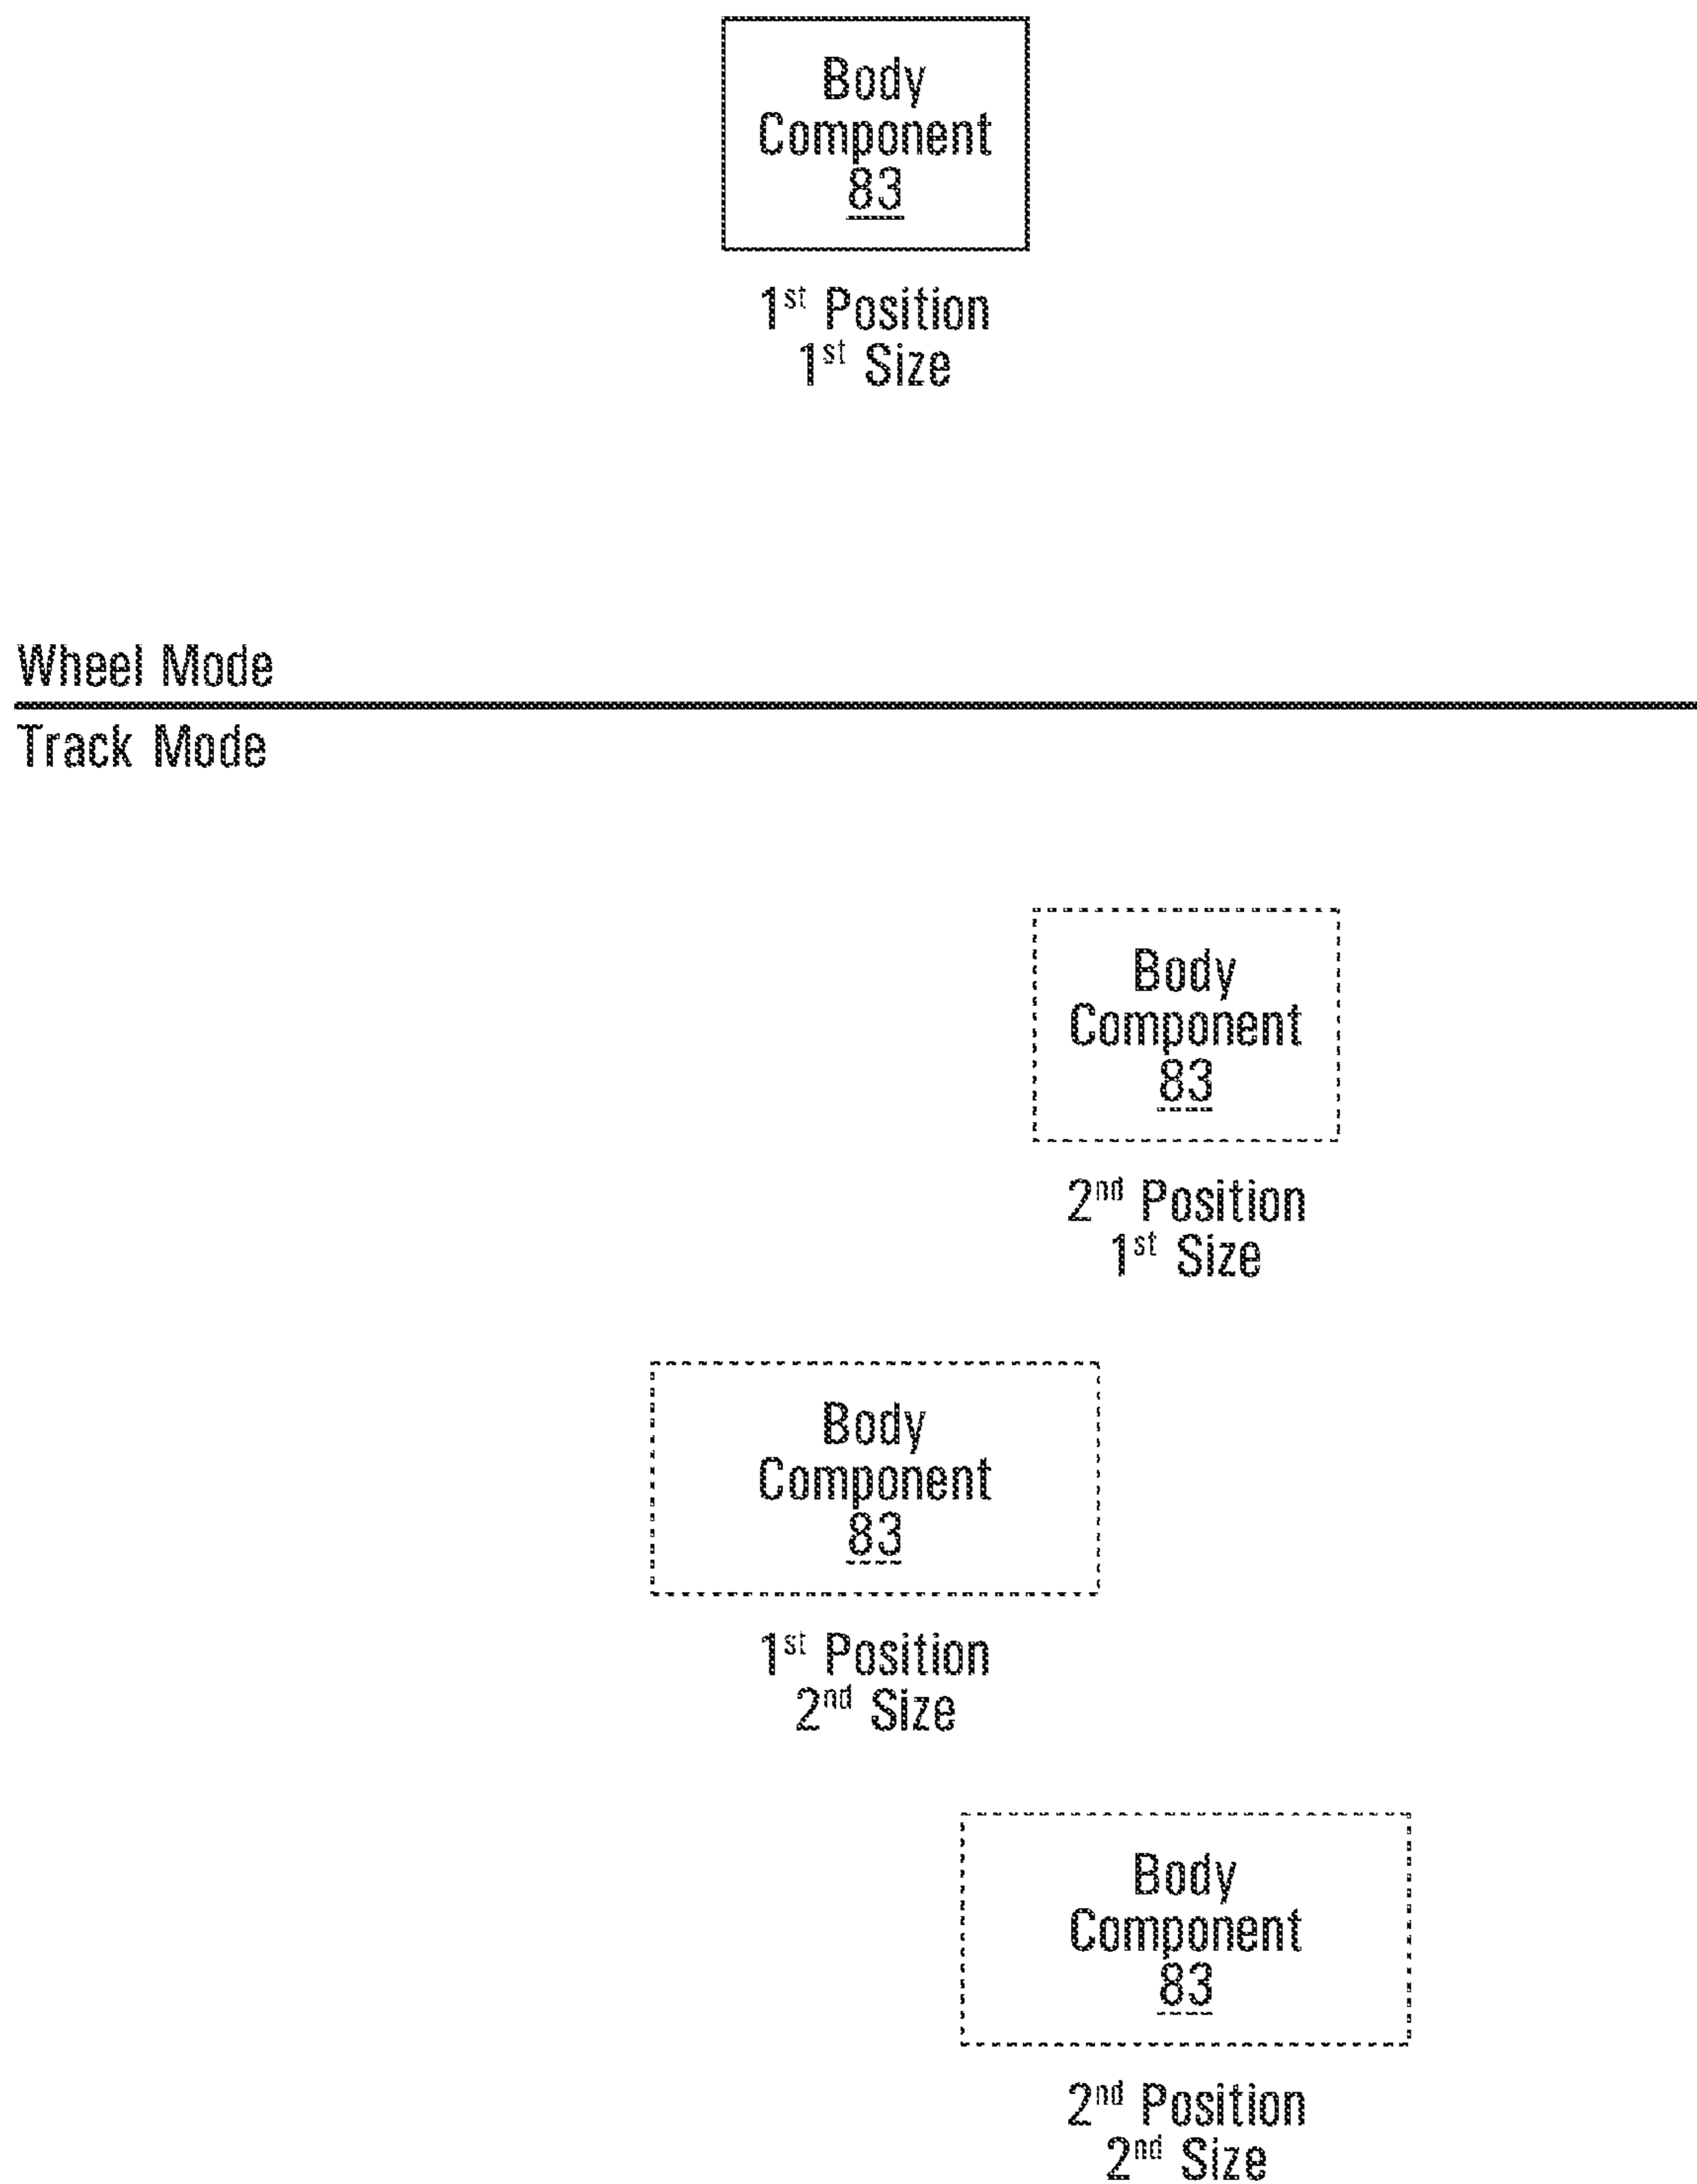 Body
Component
83
1st Position
1st Size
Wheel Mode
Track Mode
Body
Component
83
2nd Position
1st Size
Body
Component
83
1st Position
2nd Size
Body
Component
83
2nd Position
2nd Size